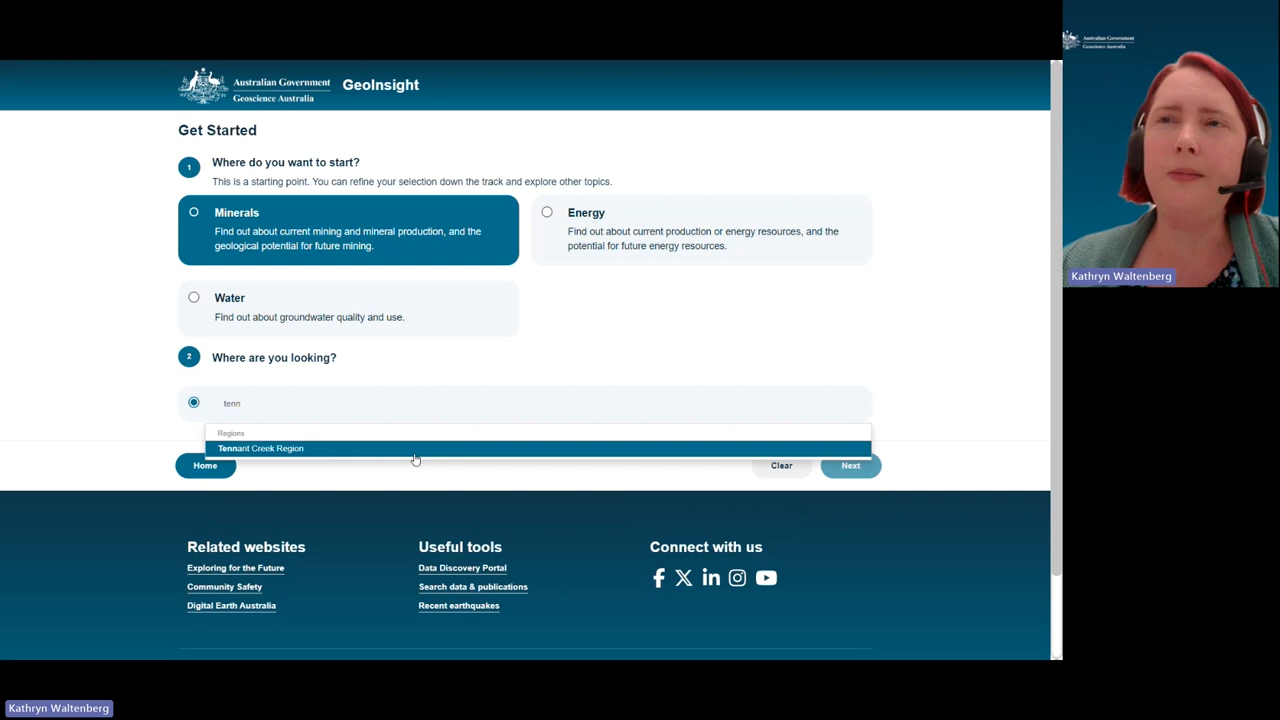 Australian Government
Geoscience Australia
GeoInsight
Australian Government
Geoscience Australia
Get Started
1
Where do you want to start?
This is a starting point. You can refine your selection down the track and explore other topics.
Minerals
Find out about current mining and mineral production, and the
geological potential for future mining.
Energy
Find out about current production or energy resources, and the
potential for future energy resources.
Water
Find out about groundwater quality and use.
Kathryn Waltenberg
2
Where are you looking?
tenn
Regions
Tennant Creek Region
Home
Clear
Next
Related websites
Exploring for the Future
Community Safety
Digital Earth Australia
Useful tools
Data Discovery Portal
Search data & publications
Recent earthquakes
Connect with us
Kathryn Waltenberg